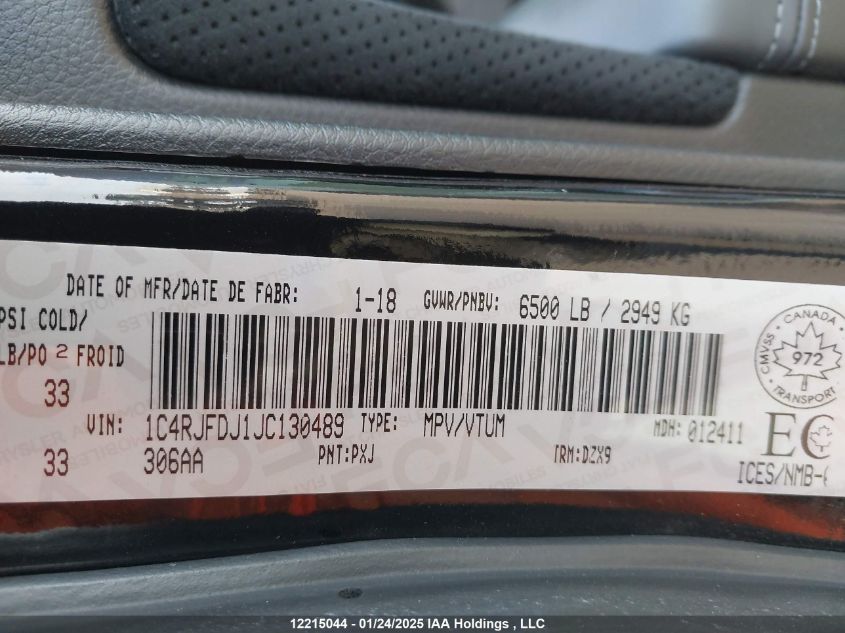 DATE OF MFR/DATE DE FABR: 1-18 GVWR/PNBV: 6500 LB / 2949 KG
PSI COLD/
LB/PO 2 FROID
33
VIN: 1C4RJFDJ1JC130489 TYPE: MPV/VTUM MDH: 012411
33 306AA PNT:PXJ TRM:DZX9
CANADA
CMVSS
972
TRANSPORT
EC
ICES/NMB-
12215044 - 01/24/2025 IAA Holdings , LLC